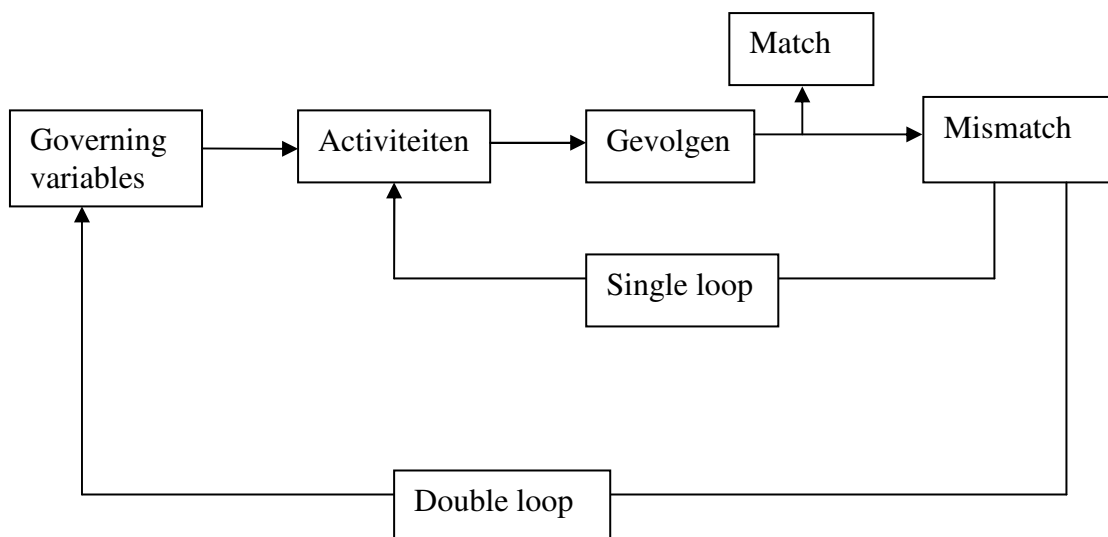 Match
Governing
variables
Activiteiten
Gevolgen
Mismatch
Single loop
Double loop